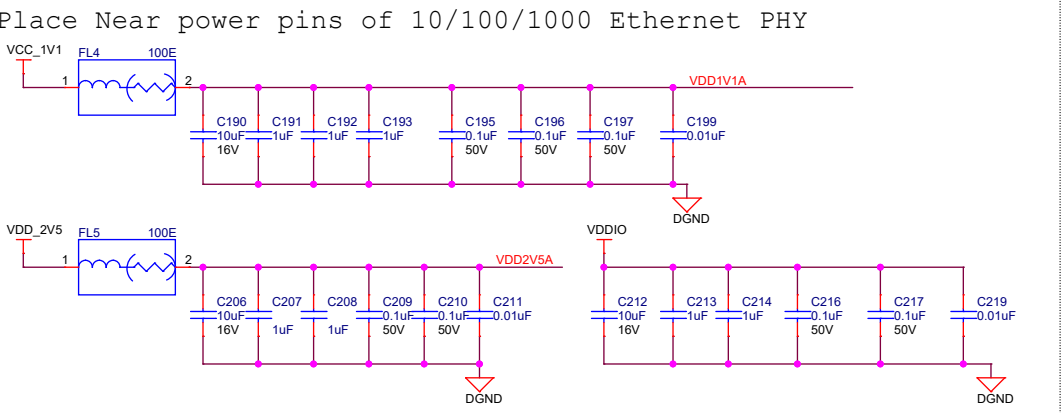 Place Near power pins of 10/100/1000 Ethernet PHY
VCC_1V1
FL4 100E
1 2
VDD1V1A
C190 C191 C192 C193 C195 C196 C197 C199
10uF 1uF 1uF 1uF 0.1uF 0.1uF 0.1uF 0.01uF
16V 50V 50V 50V
DGND
VDD_2V5
FL5 100E
1 2
VDD2V5A
C206 C207 C208 C209 C210 C211
10uF 0.1uF 0.1uF 0.01uF
16V 1uF 1uF 50V 50V
DGND
VDDIO
C212 C213 C214 C216 C217 C219
10uF 1uF 1uF 0.1uF 0.1uF 0.01uF
16V 50V 50V
DGND